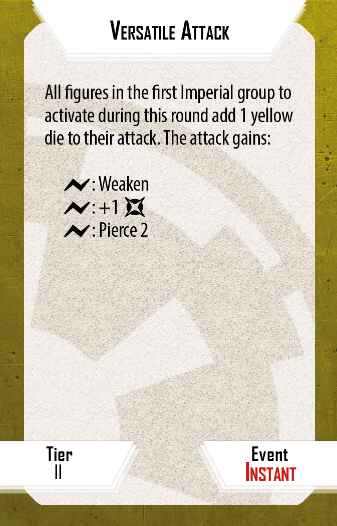 Versatile Attack
All figures in the first Imperial group to
activate during this round add 1 yellow
die to their attack. The attack gains:
: Weaken
: +1
: Pierce 2
Tier
II
Event
Instant